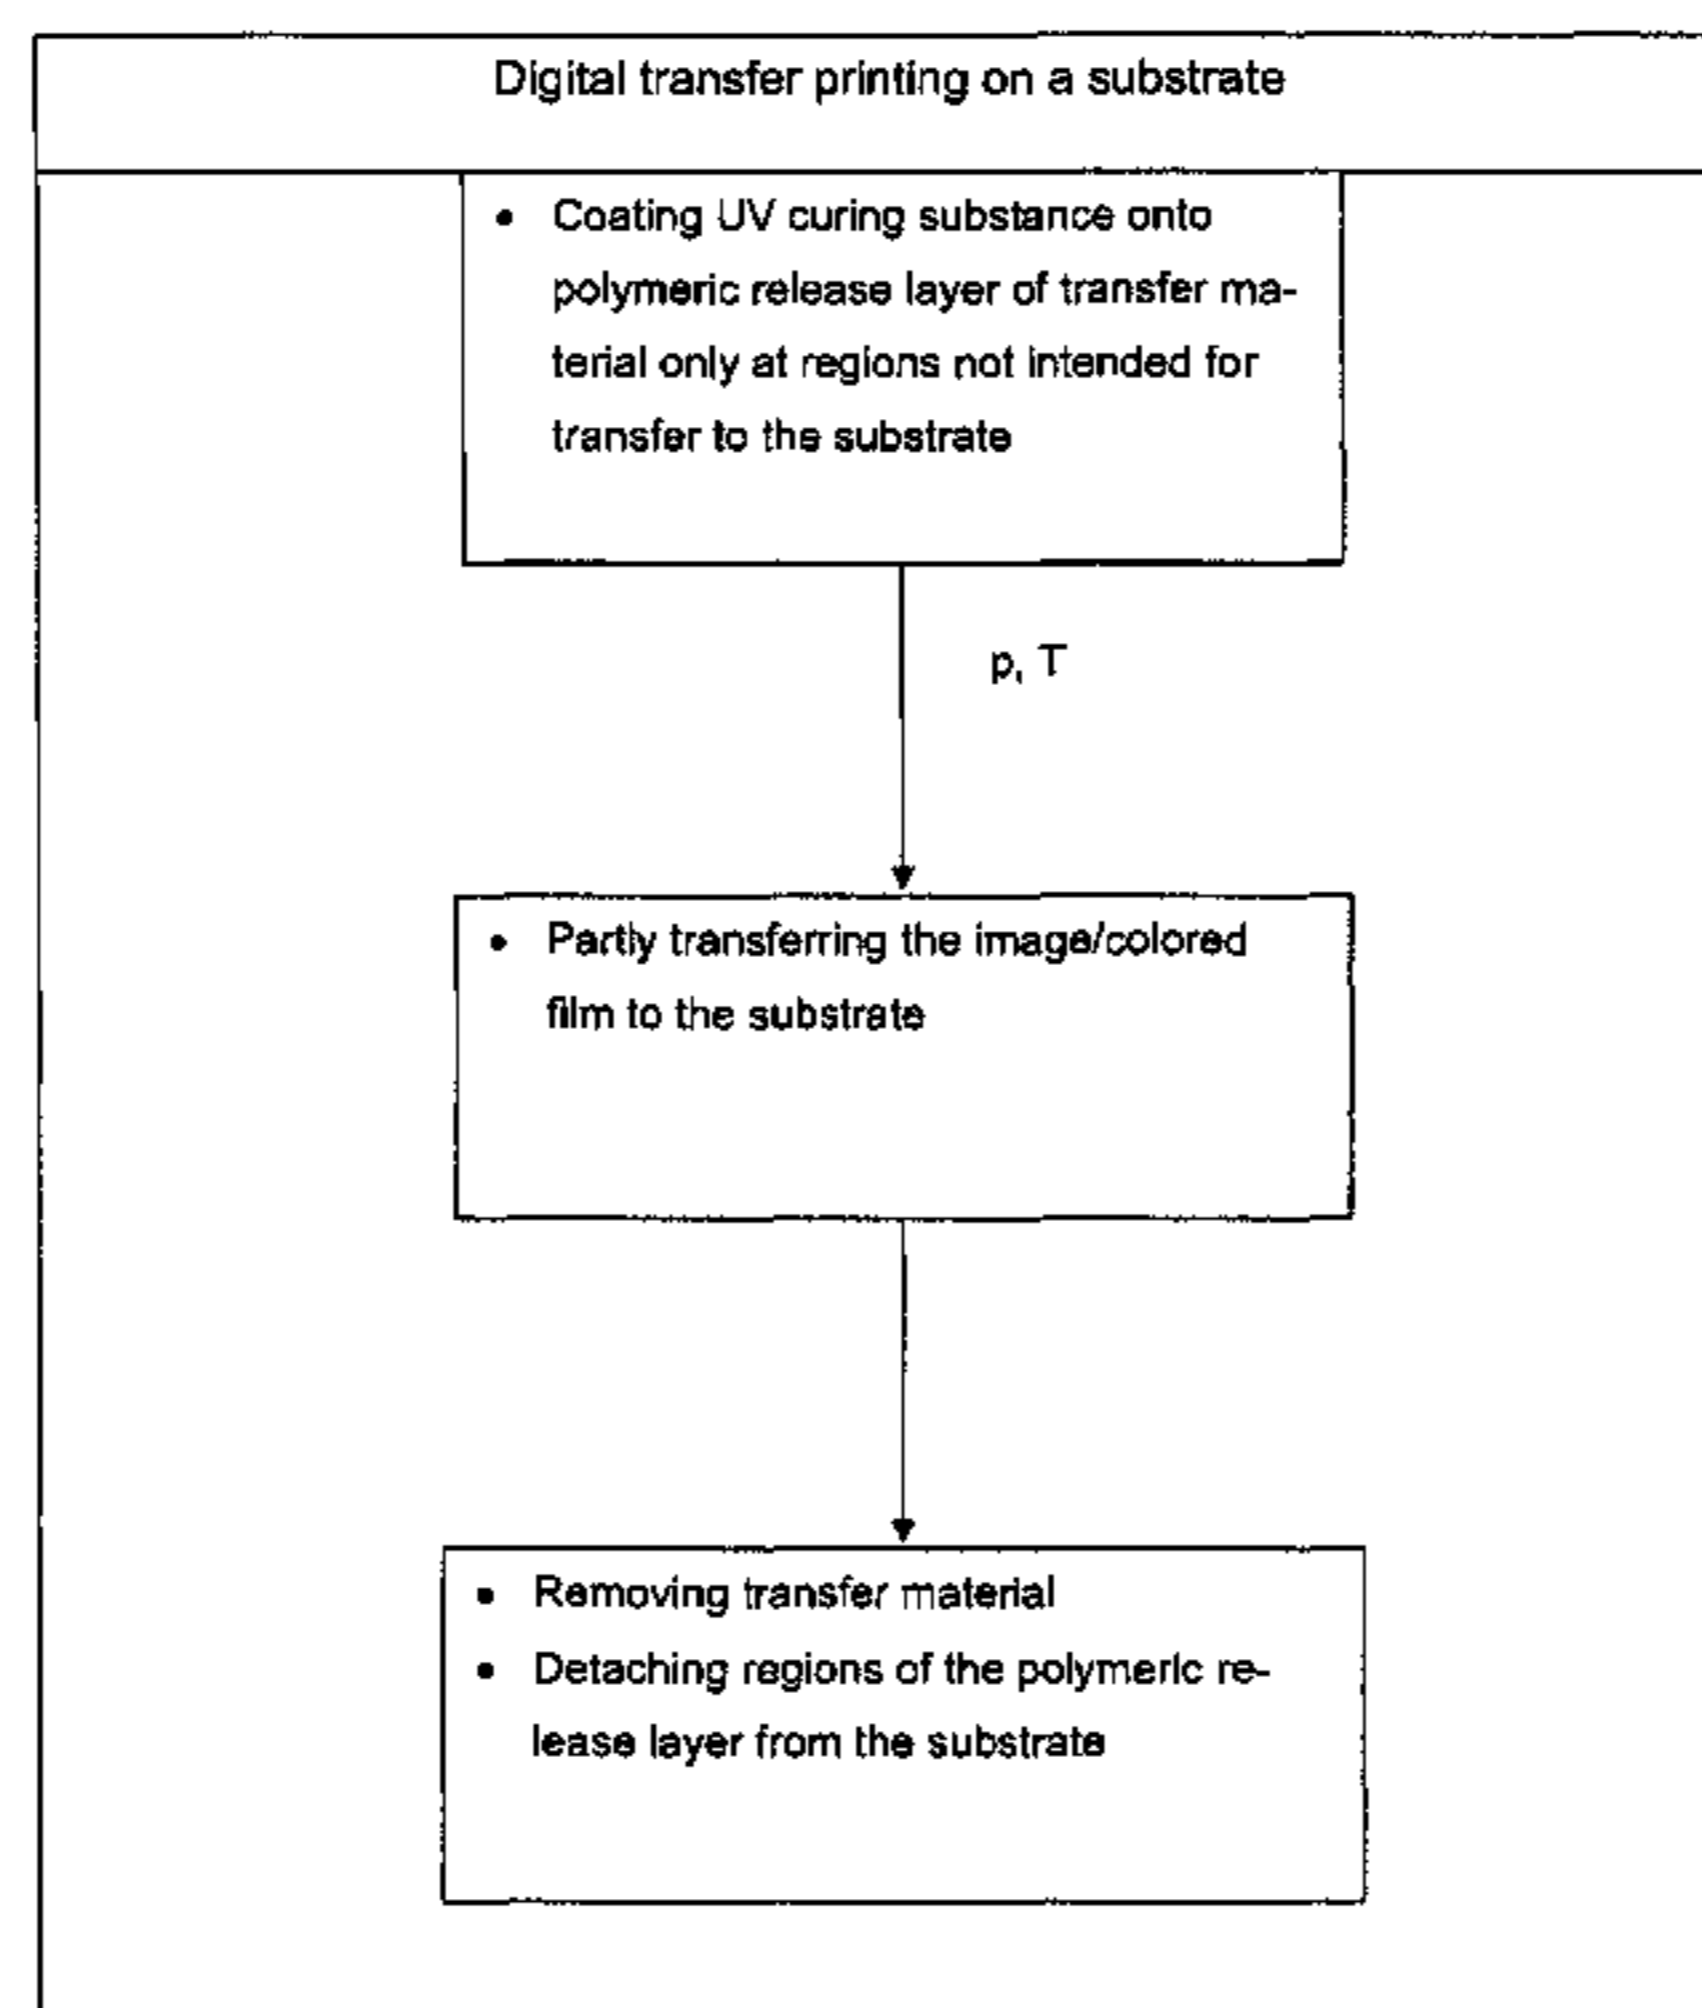 Digital transfer printing on a substrate
• Coating UV curing substance onto
polymeric release layer of transfer ma-
terial only at regions not intended for
transfer to the substrate
p, T
• Partly transferring the image/colored
film to the substrate
• Removing transfer material
• Detaching regions of the polymeric re-
lease layer from the substrate